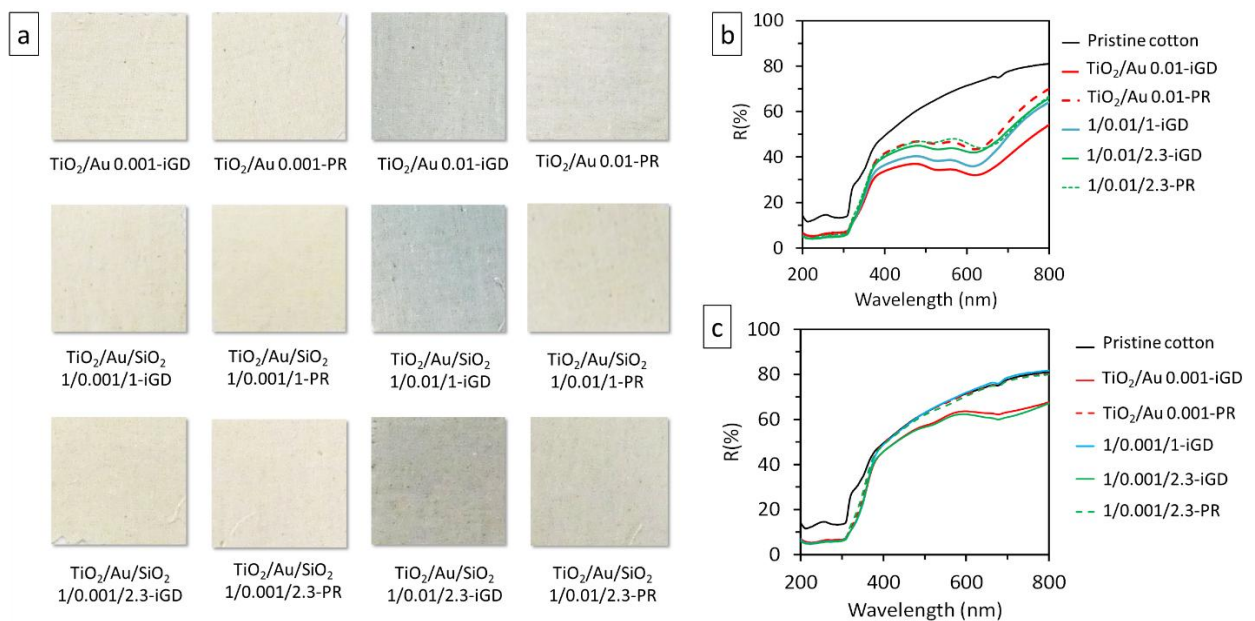 a
TiO₂/Au 0.001-iGD
TiO₂/Au 0.001-PR
TiO₂/Au 0.01-iGD
TiO₂/Au 0.01-PR
TiO₂/Au/SiO₂
1/0.001/1-iGD
TiO₂/Au/SiO₂
1/0.001/1-PR
TiO₂/Au/SiO₂
1/0.01/1-iGD
TiO₂/Au/SiO₂
1/0.01/1-PR
TiO₂/Au/SiO₂
1/0.001/2.3-iGD
TiO₂/Au/SiO₂
1/0.001/2.3-PR
TiO₂/Au/SiO₂
1/0.01/2.3-iGD
TiO₂/Au/SiO₂
1/0.01/2.3-PR
b
R(%)
100
80
60
40
20
0
200 400 600 800
Wavelength (nm)
Pristine cotton
TiO₂/Au 0.01-iGD
TiO₂/Au 0.01-PR
1/0.01/1-iGD
1/0.01/2.3-iGD
1/0.01/2.3-PR
c
R(%)
100
80
60
40
20
0
200 400 600 800
Wavelength (nm)
Pristine cotton
TiO₂/Au 0.001-iGD
TiO₂/Au 0.001-PR
1/0.001/1-iGD
1/0.001/2.3-iGD
1/0.001/2.3-PR